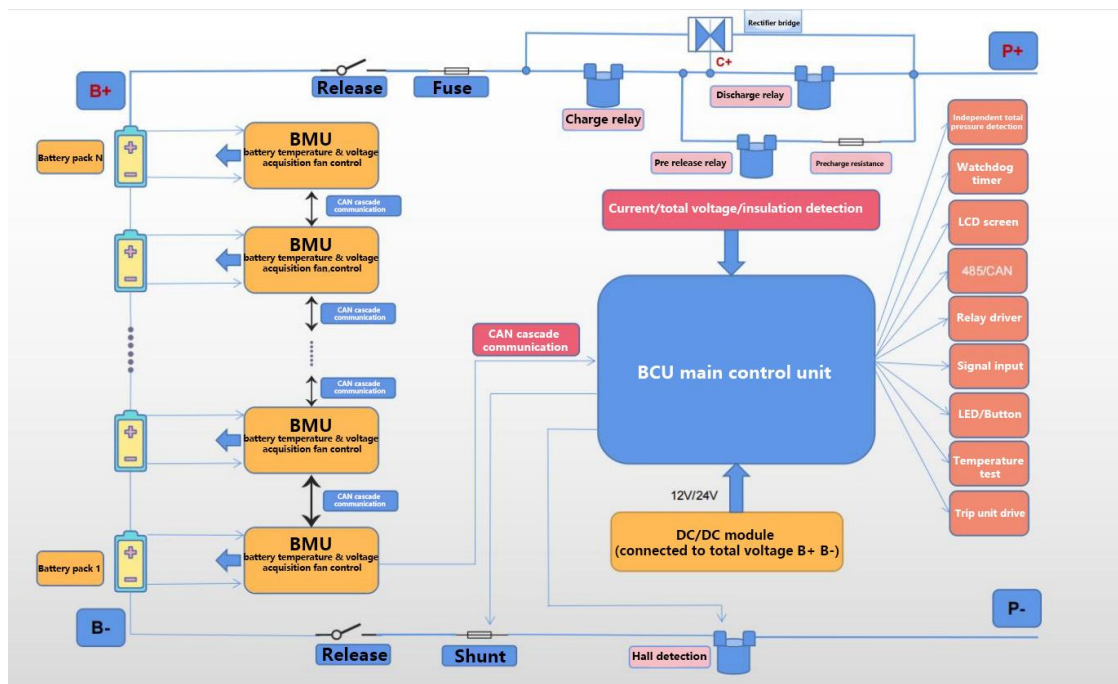 Rectifier bridge
P+
C+
B+
Release
Fuse
Charge relay
Discharge relay
Pre release relay
Precharge resistance
Battery pack N
BMU
battery temperature & voltage
acquisition fan control
CAN cascade
communication
BMU
battery temperature & voltage
acquisition fan.control
CAN cascade
communication
CAN cascade
communication
BMU
battery temperature & voltage
acquisition fan control
CAN cascade
communication
BMU
battery temperature & voltage
acquisition fan control
Battery pack 1
B-
CAN cascade
communication
Current/total voltage/insulation detection
BCU main control unit
12V/24V
DC/DC module
(connected to total voltage B+ B-)
Independent total
pressure detection
Watchdog
timer
LCD screen
485/CAN
Relay driver
Signal input
LED/Button
Temperature
test
Trip unit drive
P-
Release
Shunt
Hall detection